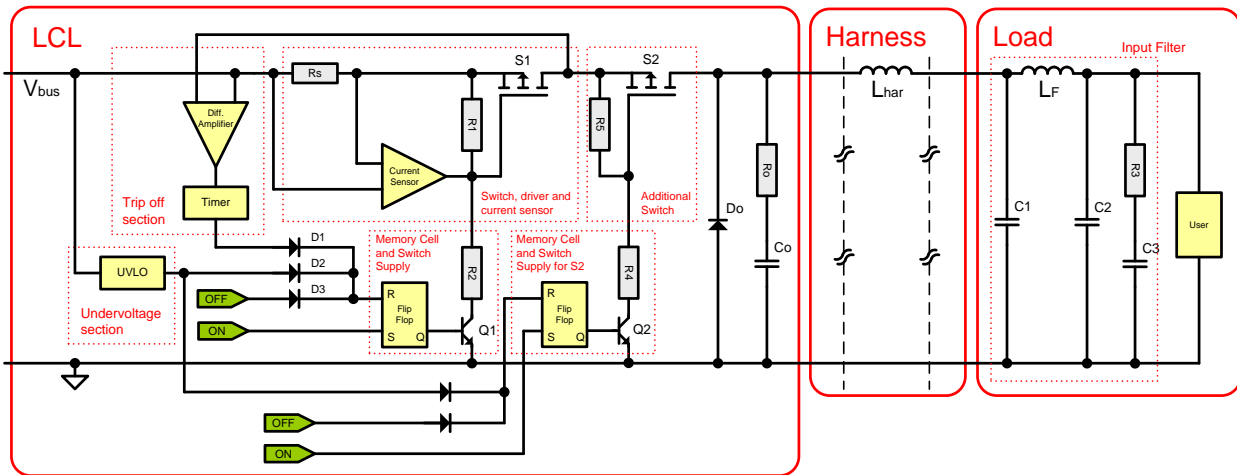 LCL
Harness
Load
Input Filter
S1
S2
Rs
Vbus
Lhar
LF
Diff.
Amplifier
R1
R5
Current
Sensor
Ro
R3
Trip off
section
Timer
Switch, driver and
current sensor
Additional
Switch
Do
C1
C2
User
D1
Memory Cell
and Switch
Supply
Memory Cell
and Switch
Supply for S2
Co
C3
UVLO
D2
R2
R4
OFF
D3
R
Flip
Flop
S
Q
Q1
R
Flip
Flop
S
Q
Q2
Undervoltage
section
ON
OFF
ON